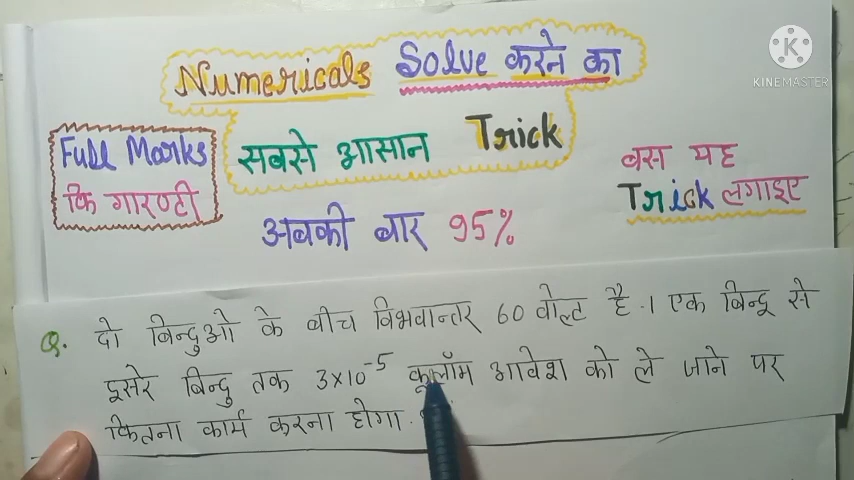 Numericals Solve करने का
सबसे आसान Trick
Full Marks
कि गारण्टी
बस यह
Trick लगाइए
अबकी बार 95%
Q. दो बिन्दुओ के बीच विभवान्तर 60 वोल्ट है.। एक बिन्दू से
दुसरे बिन्दु तक 3×10⁻⁵ कूलॉम आवेश को ले जाने पर
कितना कार्म करना होगा.
K
KINEMASTER